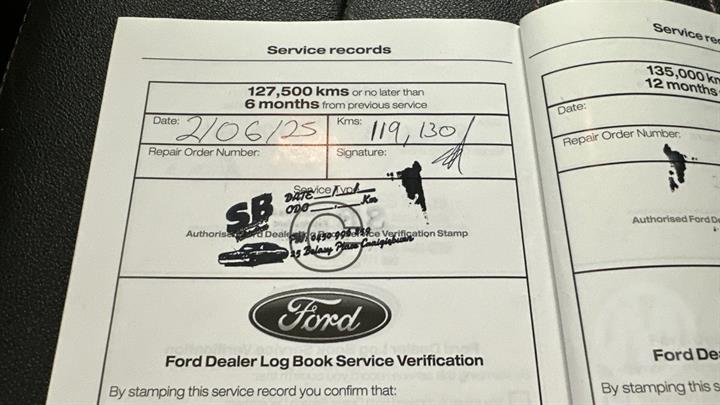 Service records
127,500 kms or no later than
6 months from previous service
Date: 2/06/25
Kms: 119,130
Repair Order Number:
Signature:
Service Type
SB
DATE
ODO Km
Authorised Ford Dealer Service Verification Stamp
Craigieburn
Ford
Ford Dealer Log Book Service Verification
By stamping this service record you confirm that:
Service
135,000
12 months
Date:
Repair Order Number:
Authorised Ford
Ford
By stamping this